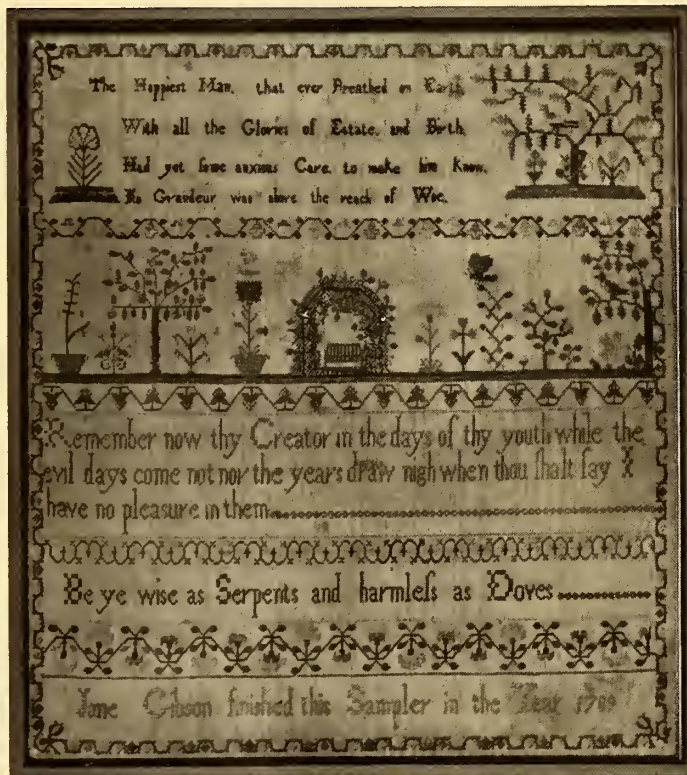 The Happiest Man, that ever Breathed on Earth,
With all the Glories of Estate, and Birth,
Had yet ſome anxious Care, to make him Know,
No Grandeur was above the reach of Woe.
Remember now thy Creator in the days of thy youth while the
evil days come not nor the years draw nigh when thou ſhalt ſay I
have no pleasure in them
Be ye wise as Serpents and harmleſs as Doves
Jane Gibson finished this Sampler in the Year